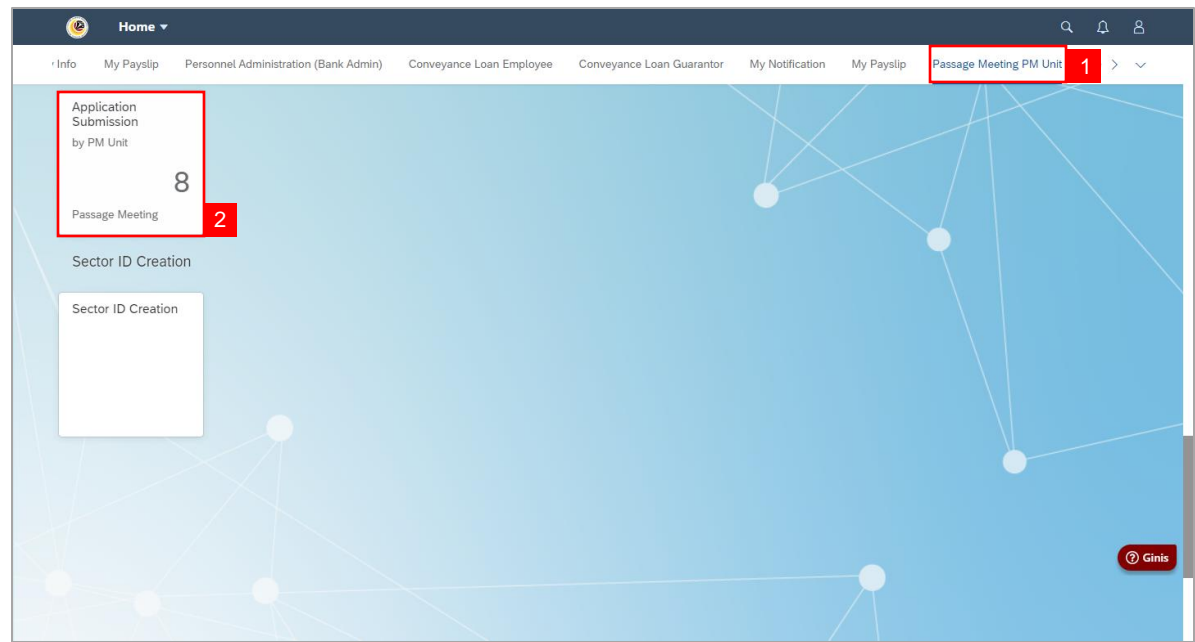 Home
Info My Payslip Personnel Administration (Bank Admin) Conveyance Loan Employee Conveyance Loan Guarantor My Notification My Payslip Passage Meeting PM Unit 1
Application
Submission
by PM Unit
8
Passage Meeting
2
Sector ID Creation
Sector ID Creation
Ginis